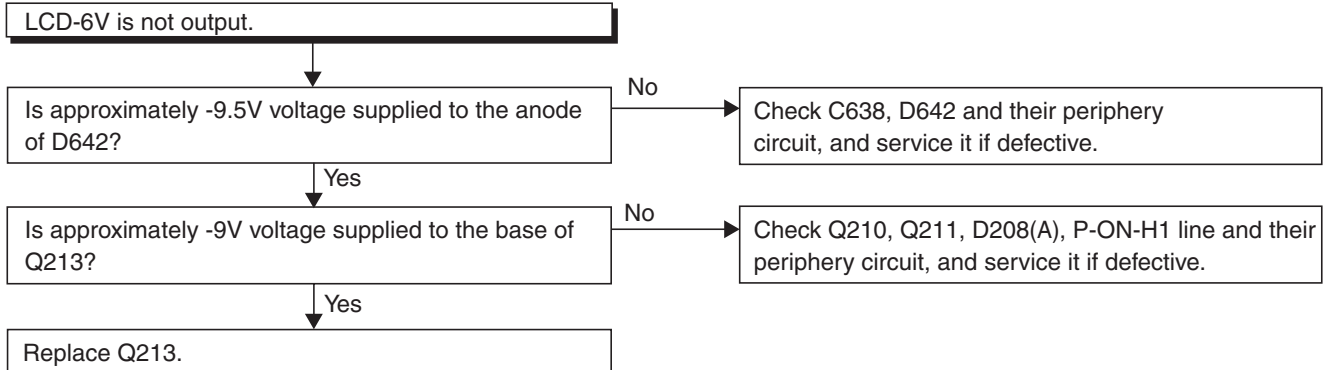 LCD-6V is not output.
Is approximately -9.5V voltage supplied to the anode
of D642?
No
Check C638, D642 and their periphery
circuit, and service it if defective.
Yes
Is approximately -9V voltage supplied to the base of
Q213?
No
Check Q210, Q211, D208(A), P-ON-H1 line and their
periphery circuit, and service it if defective.
Yes
Replace Q213.